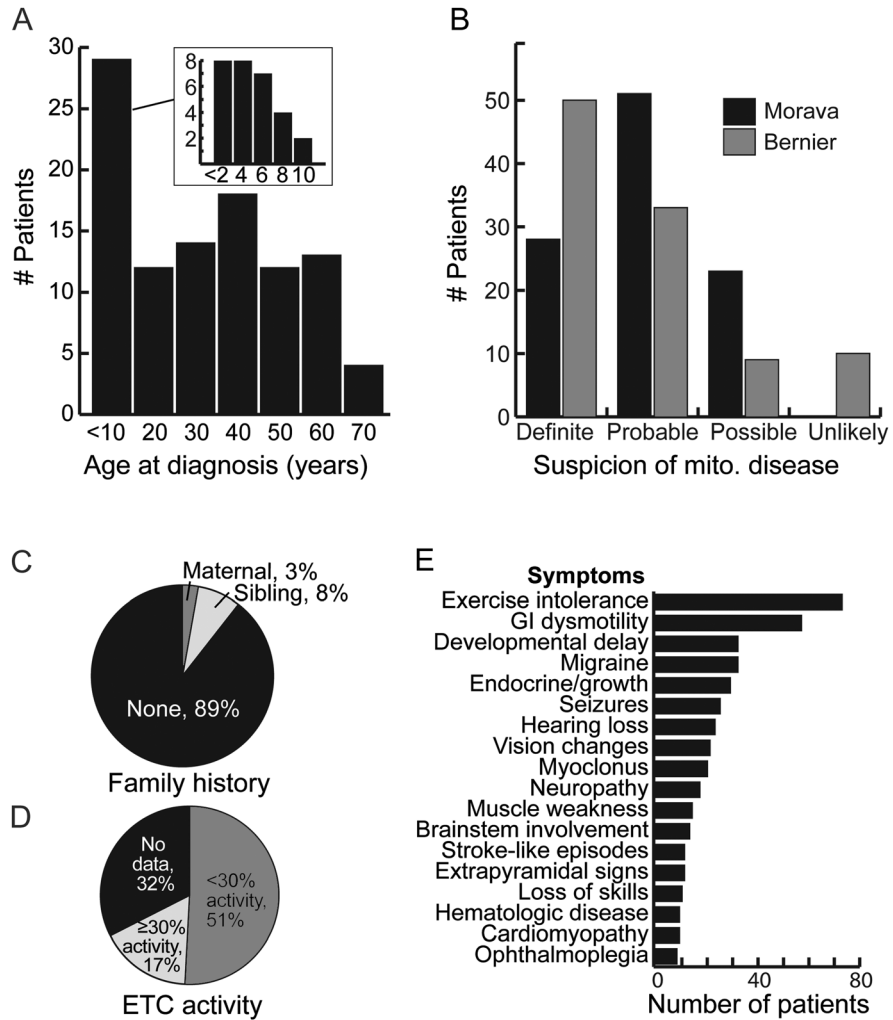 A
30
25
20
15
10
5
0
# Patients
8
6
4
2
<2 4 6 8 10
<10 20 30 40 50 60 70
Age at diagnosis (years)
B
50
40
30
20
10
0
# Patients
Morava
Bernier
Definite Probable Possible Unlikely
Suspicion of mito. disease
C
Maternal, 3%
Sibling, 8%
None, 89%
Family history
D
No
data,
32%
<30%
activity,
51%
≥30%
activity,
17%
ETC activity
E
Symptoms
Exercise intolerance
GI dysmotility
Developmental delay
Migraine
Endocrine/growth
Seizures
Hearing loss
Vision changes
Myoclonus
Neuropathy
Muscle weakness
Brainstem involvement
Stroke-like episodes
Extrapyramidal signs
Loss of skills
Hematologic disease
Cardiomyopathy
Ophthalmoplegia
0 40 80
Number of patients